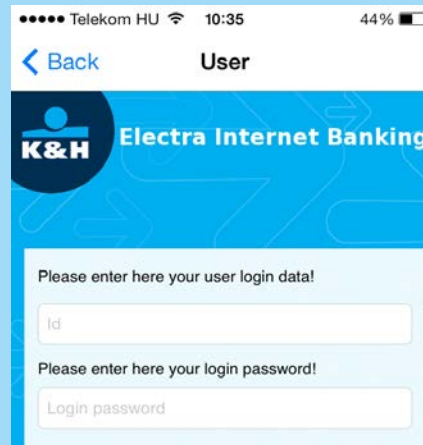 Telekom HU 10:35 44%
Back User
K&H Electra Internet Banking
Please enter here your user login data!
Id
Please enter here your login password!
Login password